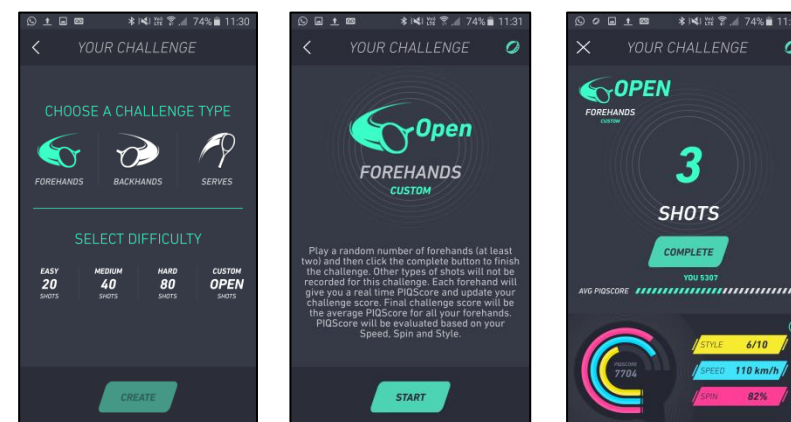 74% 11:30
YOUR CHALLENGE
CHOOSE A CHALLENGE TYPE
FOREHANDS BACKHANDS SERVES
SELECT DIFFICULTY
EASY MEDIUM HARD CUSTOM
20 40 80 OPEN
SHOTS SHOTS SHOTS SHOTS
CREATE
74% 11:31
YOUR CHALLENGE
Open
FOREHANDS
CUSTOM
Play a random number of forehands (at least
two) and then click the complete button to finish
the challenge. Other types of shots will not be
recorded for this challenge. Each forehand will
give you a real time PIQScore and update your
challenge score. Final challenge score will be
the average PIQScore for all your forehands.
PIQScore will be evaluated based on your
Speed, Spin and Style.
START
74% 11:
YOUR CHALLENGE
OPEN
FOREHANDS
CUSTOM
3
SHOTS
COMPLETE
YOU 5307
AVG PIQSCORE
PIQSCORE
7704
STYLE 6/10
SPEED 110 km/h
SPIN 82%